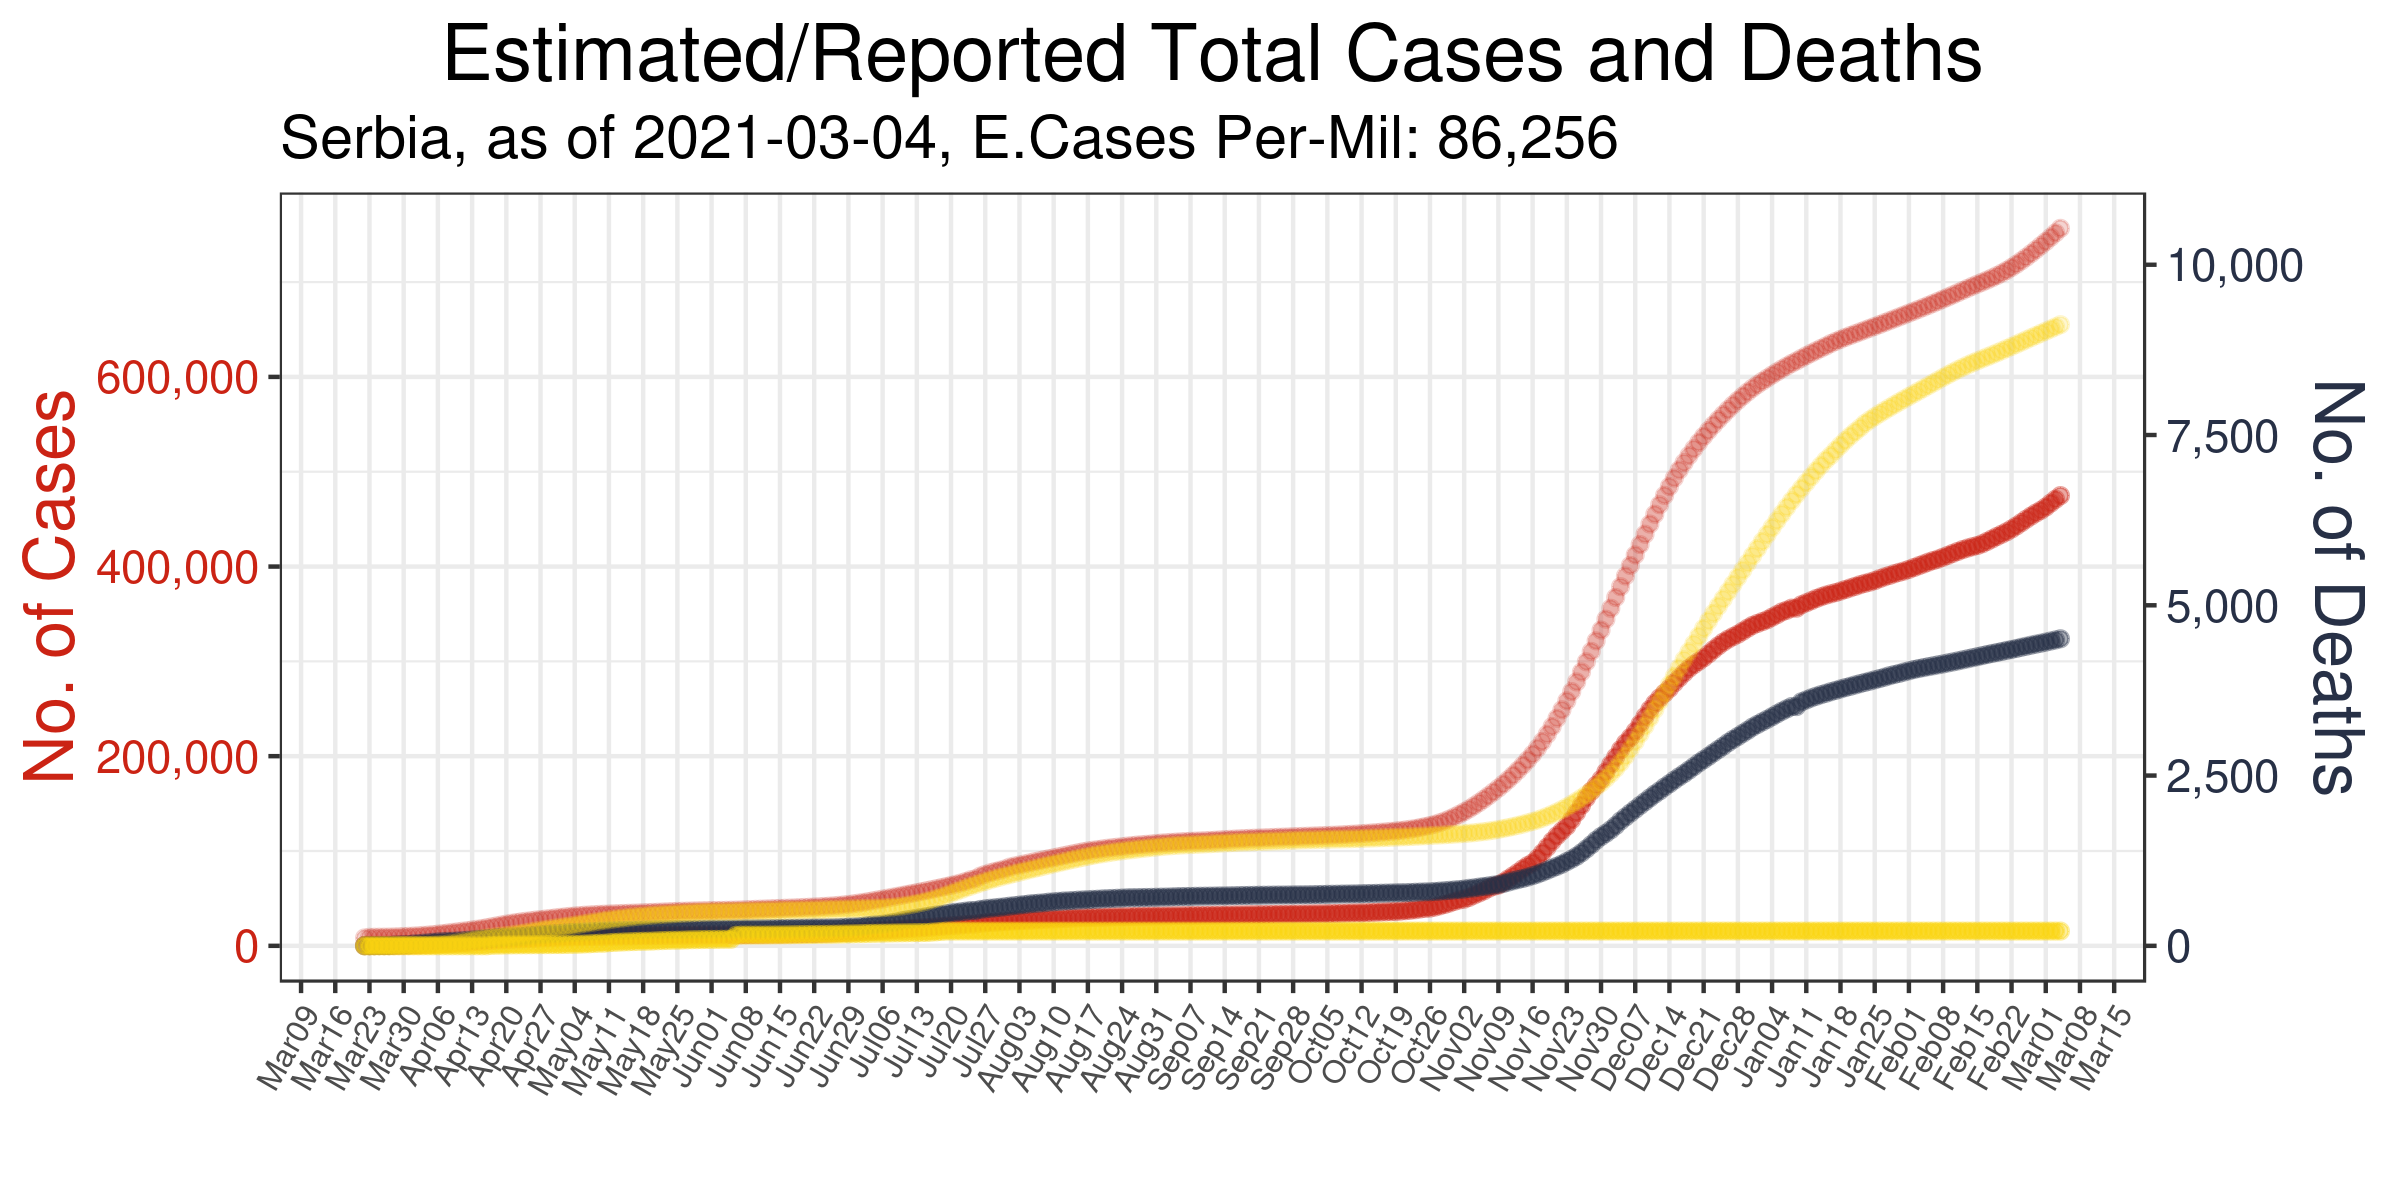 Estimated/Reported Total Cases and Deaths
Serbia, as of 2021-03-04, E.Cases Per-Mil: 86,256
No. of Cases
600,000
400,000
200,000
0
10,000
7,500
5,000
2,500
0
No. of Deaths
Mar09
Mar16
Mar23
Mar30
Apr06
Apr13
Apr20
Apr27
May04
May11
May18
May25
Jun01
Jun08
Jun15
Jun22
Jun29
Jul06
Jul13
Jul20
Jul27
Aug03
Aug10
Aug17
Aug24
Aug31
Sep07
Sep14
Sep21
Sep28
Oct05
Oct12
Oct19
Oct26
Nov02
Nov09
Nov16
Nov23
Nov30
Dec07
Dec14
Dec21
Dec28
Jan04
Jan11
Jan18
Jan25
Feb01
Feb08
Feb15
Feb22
Mar01
Mar08
Mar15